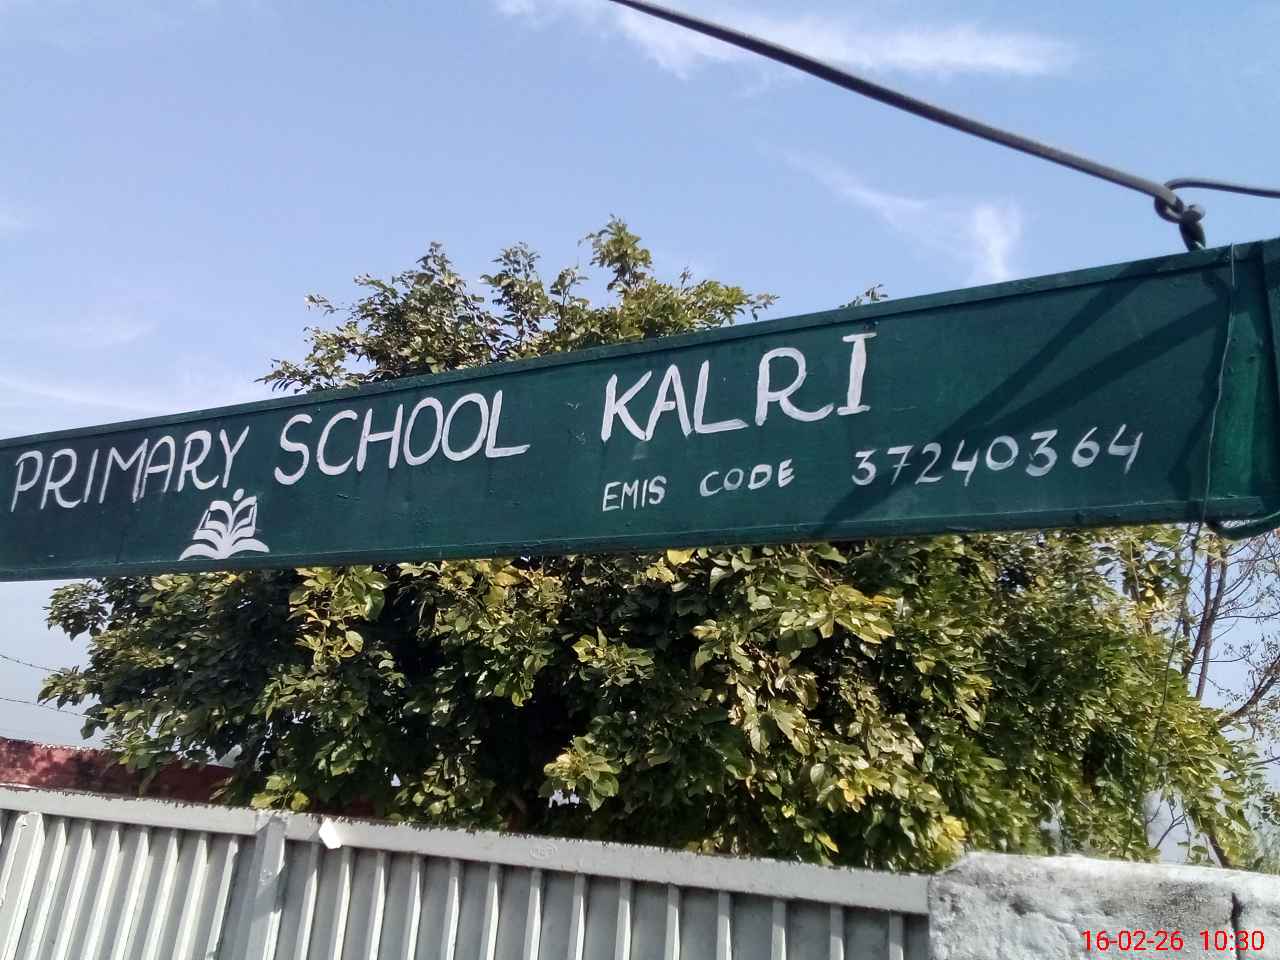 PRIMARY SCHOOL KALRI
EMIS CODE 37240364
16-02-26 10:30